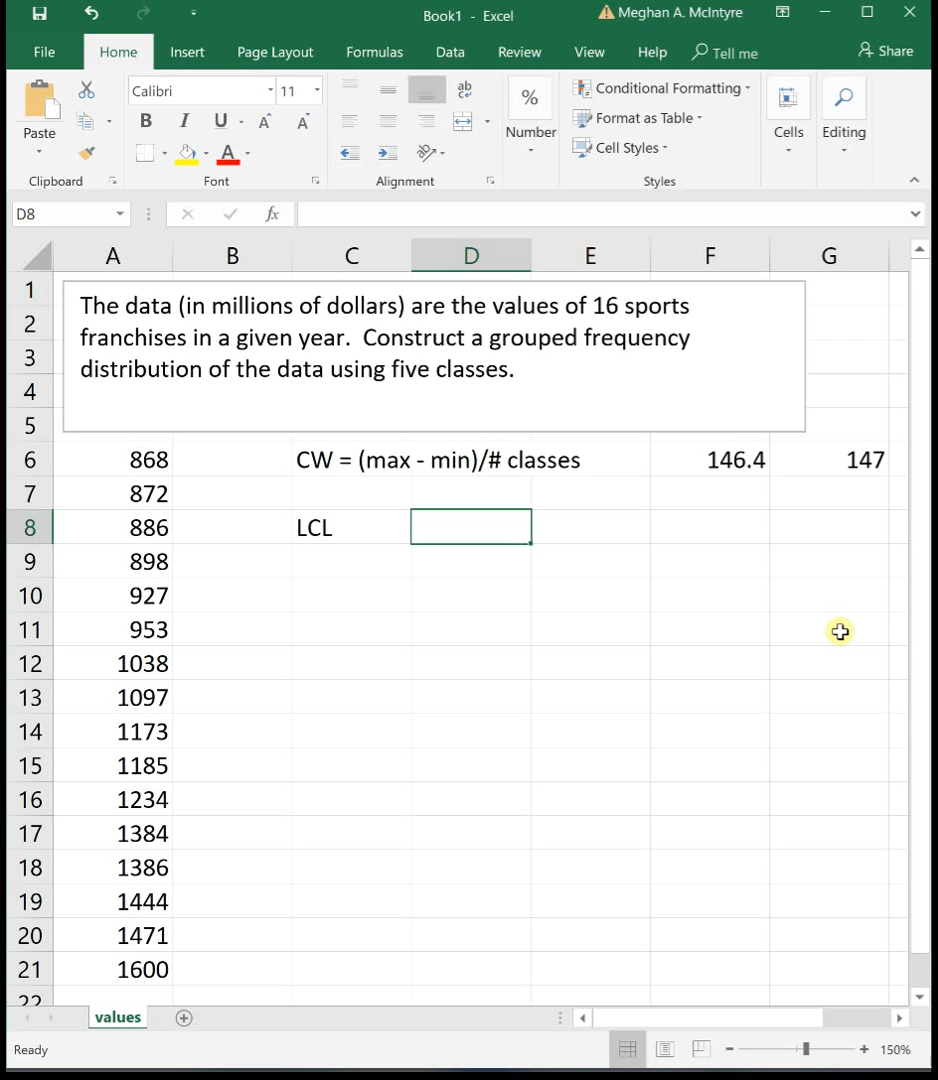 Book1 - Excel
Meghan A. McIntyre
File Home Insert Page Layout Formulas Data Review View Help Tell me Share
Calibri 11
ab
%
Conditional Formatting
Paste
B I U A A
Number
Format as Table
Cells Editing
A
Cell Styles
Clipboard Font Alignment Styles
D8 fx
A B C D E F G
1
The data (in millions of dollars) are the values of 16 sports
2
franchises in a given year. Construct a grouped frequency
3
distribution of the data using five classes.
4
5
6 868 CW = (max - min)/# classes 146.4 147
7 872
8 886 LCL
9 898
10 927
11 953
12 1038
13 1097
14 1173
15 1185
16 1234
17 1384
18 1386
19 1444
20 1471
21 1600
22
values
Ready 150%